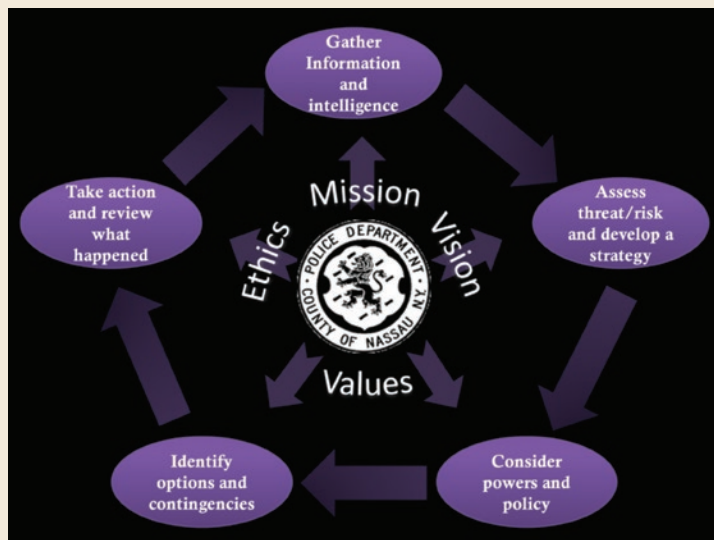 Gather
Information
and
intelligence
Take action
and review
what
happened
Assess
threat/risk
and develop a
strategy
Mission
Ethics
Vision
POLICE DEPARTMENT
COUNTY OF NASSAU N.Y.
Values
Identify
options and
contingencies
Consider
powers and
policy